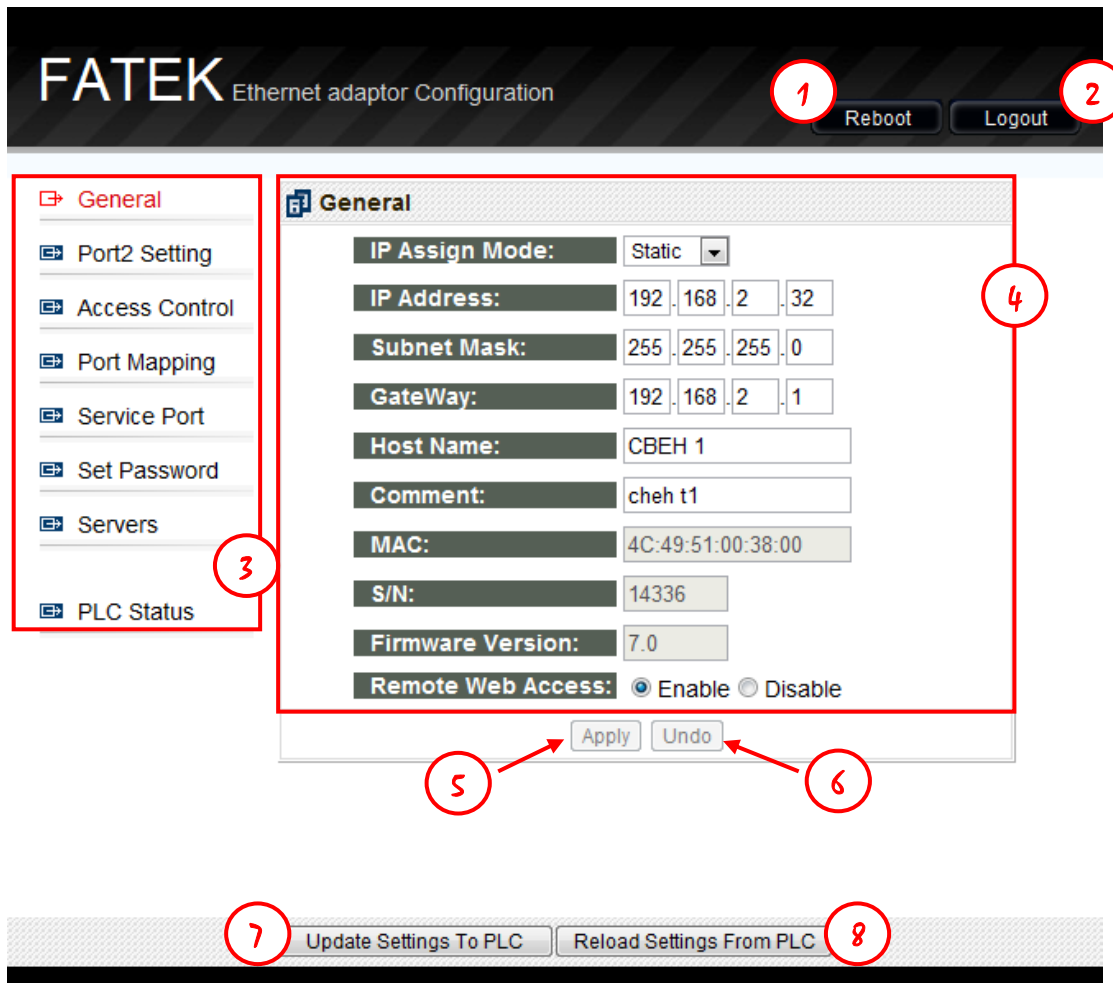 FATEK Ethernet adaptor Configuration
1
2
Reboot
Logout
General
Port2 Setting
Access Control
Port Mapping
Service Port
Set Password
Servers
PLC Status
3
General
IP Assign Mode: Static
IP Address: 192 . 168 . 2 . 32
Subnet Mask: 255 . 255 . 255 . 0
GateWay: 192 . 168 . 2 . 1
Host Name: CBEH 1
Comment: cheh t1
MAC: 4C:49:51:00:38:00
S/N: 14336
Firmware Version: 7.0
Remote Web Access: Enable Disable
4
Apply Undo
5
6
7
Update Settings To PLC
Reload Settings From PLC
8